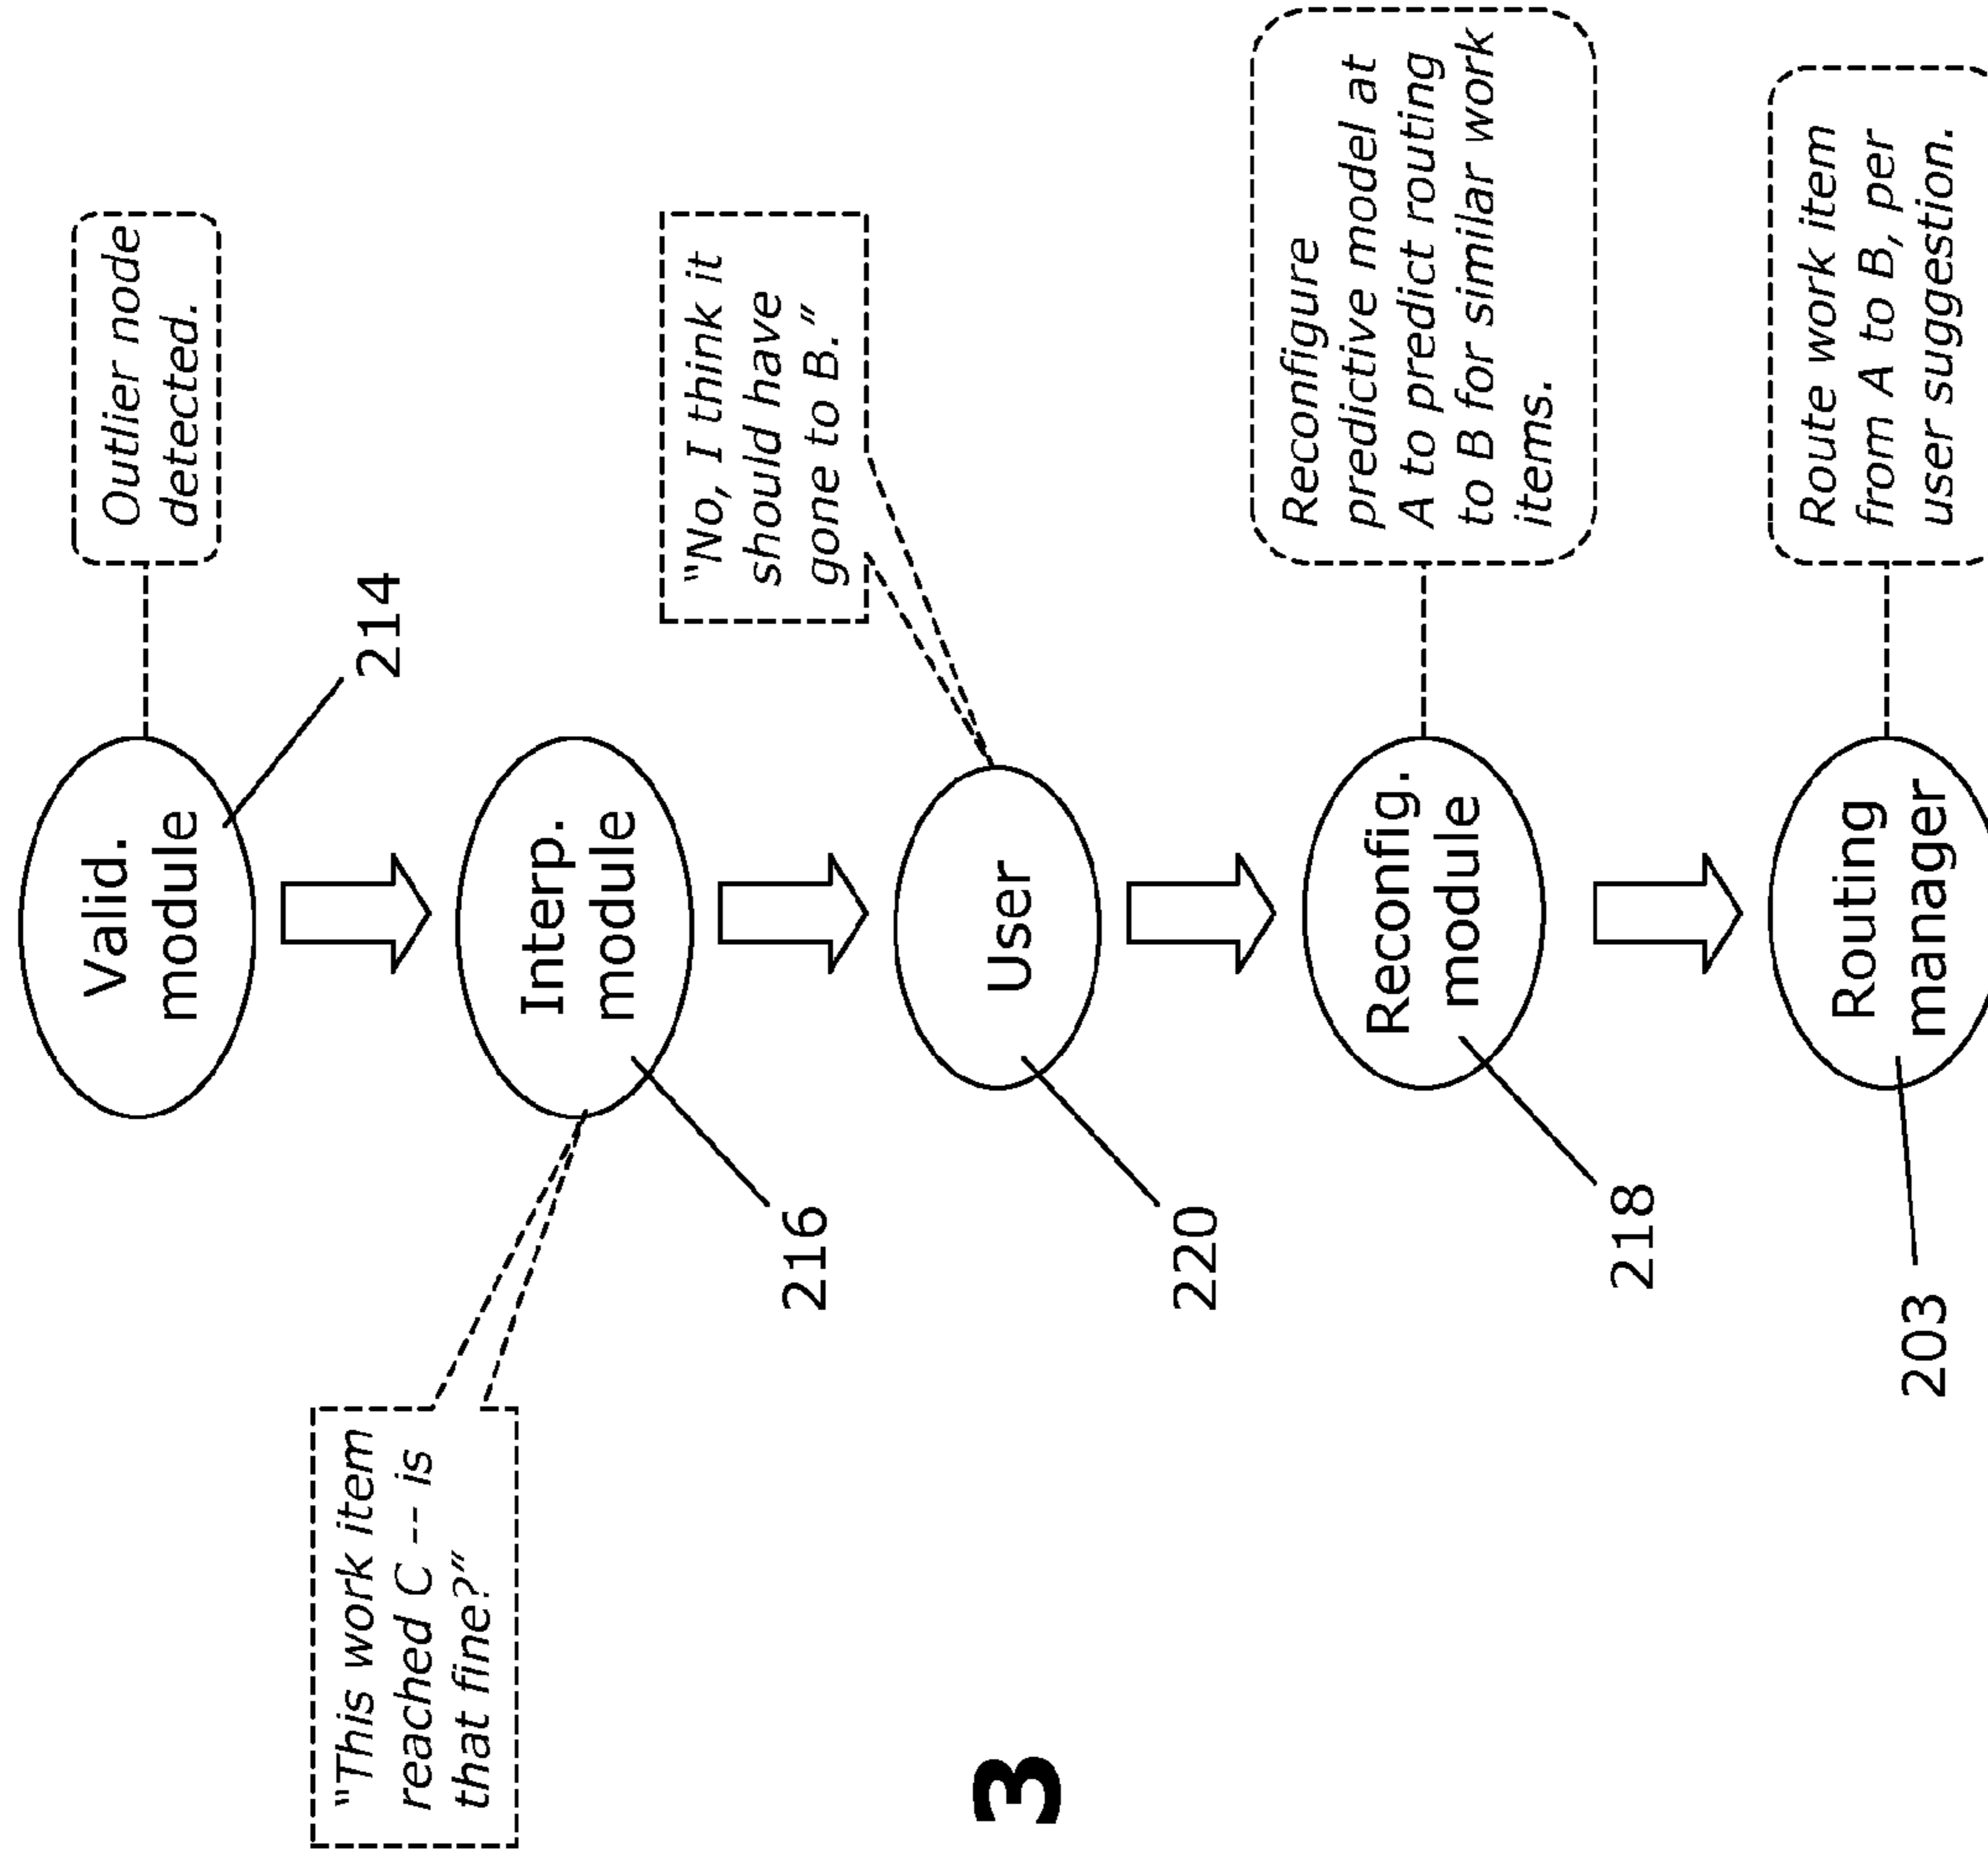 Valid.
module
Outlier node
detected.
214
Interp.
module
"This work item
reached C -- is
that fine?"
216
User
"No, I think it
should have
gone to B."
220
Reconfig.
module
Reconfigure
predictive model at
A to predict routing
to B for similar work
items.
218
Routing
manager
Route work item
from A to B, per
user suggestion.
203
3